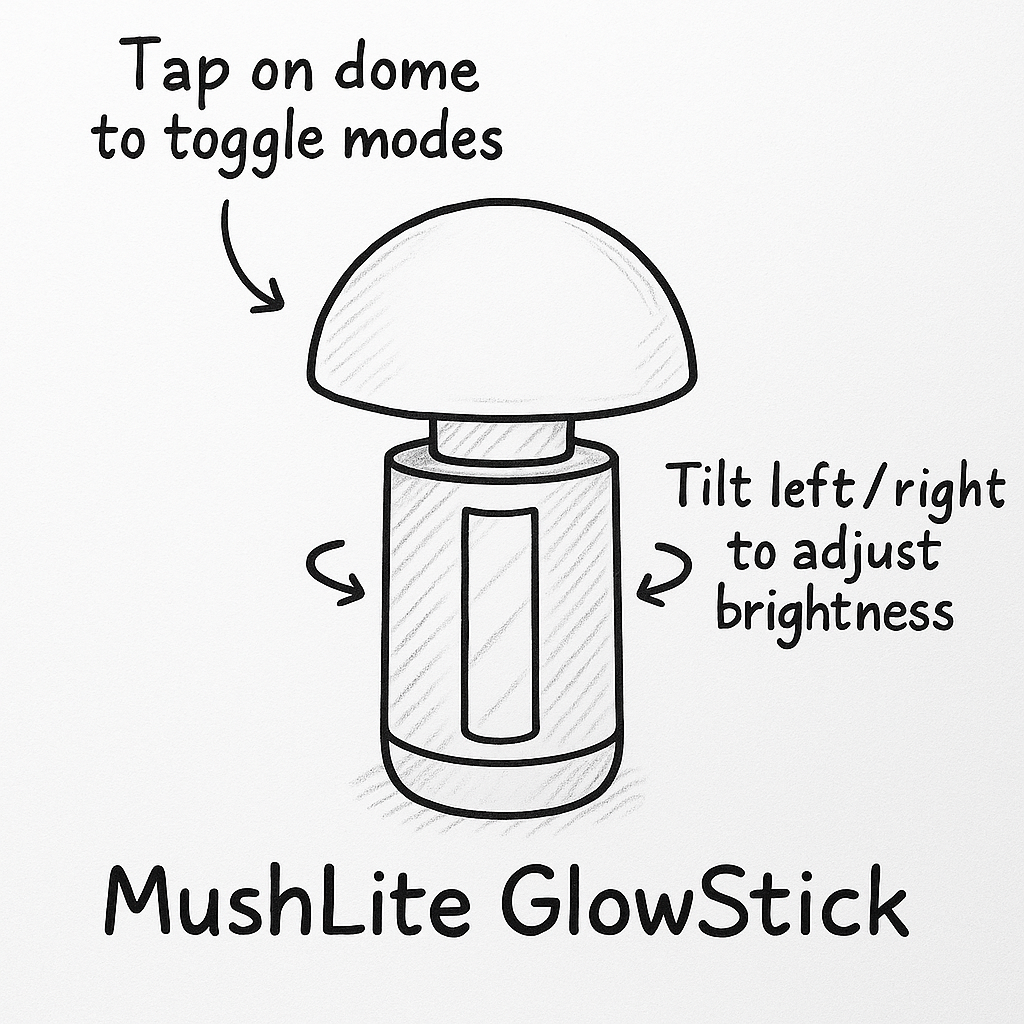 Tap on dome
to toggle modes
Tilt left/right
to adjust
brightness
MushLite GlowStick